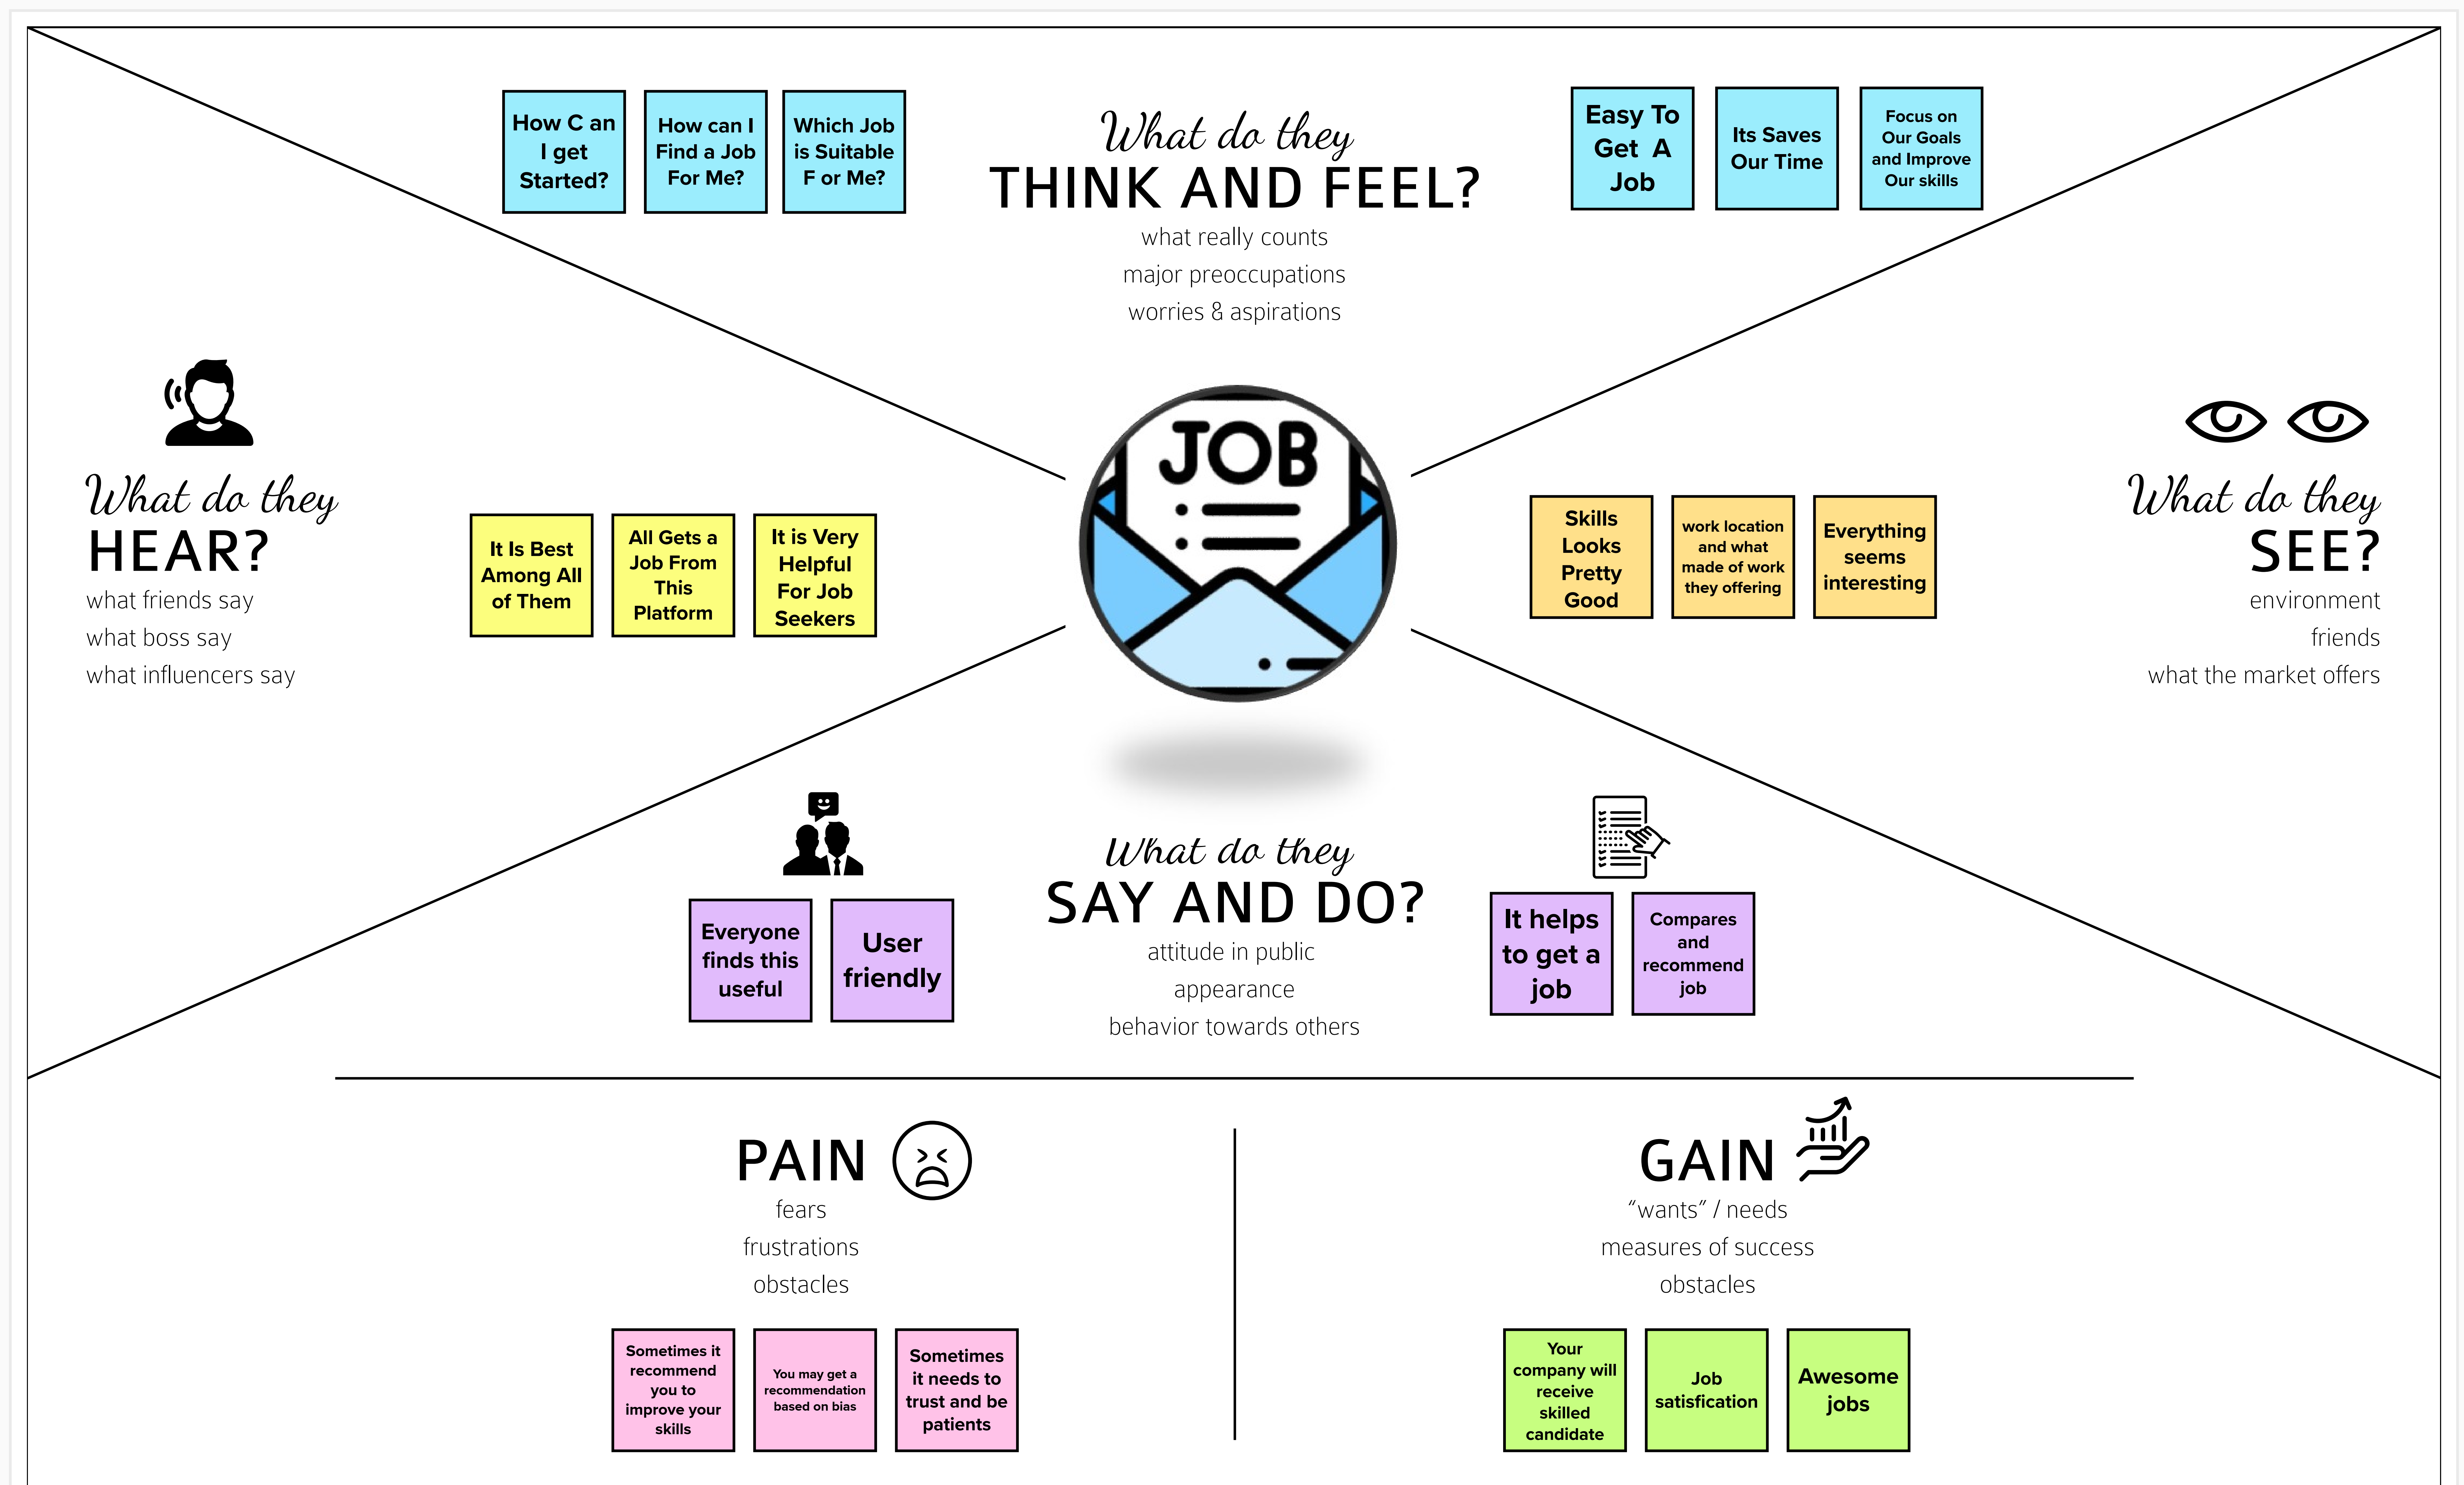 How C an
I get
Started?
How can I
Find a Job
For Me?
Which Job
is Suitable
F or Me?
What do they
THINK AND FEEL?
what really counts
major preoccupations
worries & aspirations
Easy To
Get A
Job
Its Saves
Our Time
Focus on
Our Goals
and Improve
Our skills
What do they
HEAR?
what friends say
what boss say
what influencers say
It Is Best
Among All
of Them
All Gets a
Job From
This
Platform
It is Very
Helpful
For Job
Seekers
JOB
Skills
Looks
Pretty
Good
work location
and what
made of work
they offering
Everything
seems
interesting
What do they
SEE?
environment
friends
what the market offers
Everyone
finds this
useful
User
friendly
What do they
SAY AND DO?
attitude in public
appearance
behavior towards others
It helps
to get a
job
Compares
and
recommend
job
PAIN
fears
frustrations
obstacles
Sometimes it
recommend
you to
improve your
skills
You may get a
recommendation
based on bias
Sometimes
it needs to
trust and be
patients
GAIN
“wants” / needs
measures of success
obstacles
Your
company will
receive
skilled
candidate
Job
satisfication
Awesome
jobs